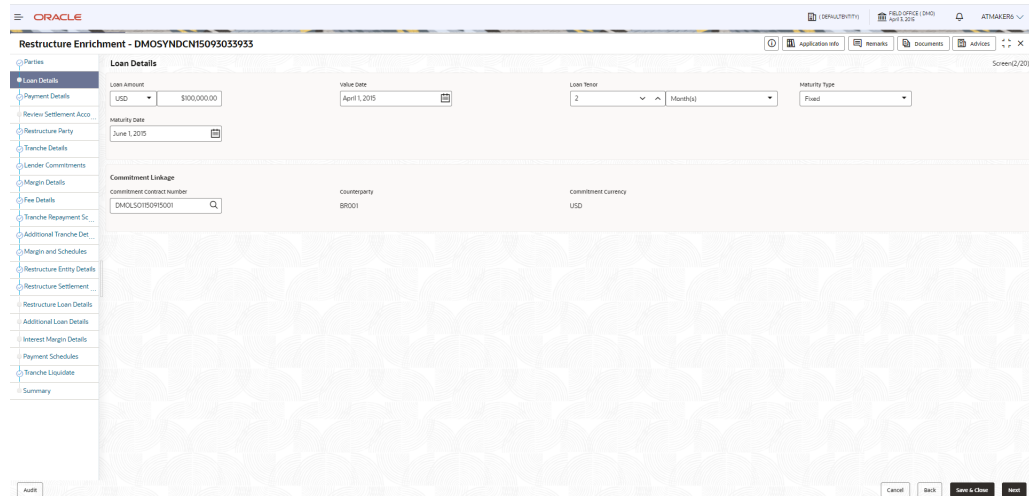 ORACLE
( DEFAULTENTITY)
FIELD OFFICE ( DMO)
April 3, 2015
ATMAKER6
Restructure Enrichment - DMOSYNDCN15093033933
Application Info
Remarks
Documents
Advices
Parties
Loan Details
Payment Details
Review Settlement Acco ...
Restructure Party
Tranche Details
Lender Commitments
Margin Details
Fee Details
Tranche Repayment Sc ...
Additional Tranche Det ...
Margin and Schedules
Restructure Entity Details
Restructure Settlement ...
Restructure Loan Details
Additional Loan Details
Interest Margin Details
Payment Schedules
Tranche Liquidate
Summary
Loan Details
Screen(2/20)
Loan Amount
USD $100,000.00
Value Date
April 1, 2015
Loan Tenor
2 Month(s)
Maturity Type
Fixed
Maturity Date
June 1, 2015
Commitment Linkage
Commitment Contract Number
DMOLSO1150915001
Counterparty
BR001
Commitment Currency
USD
Audit
Cancel
Back
Save & Close
Next